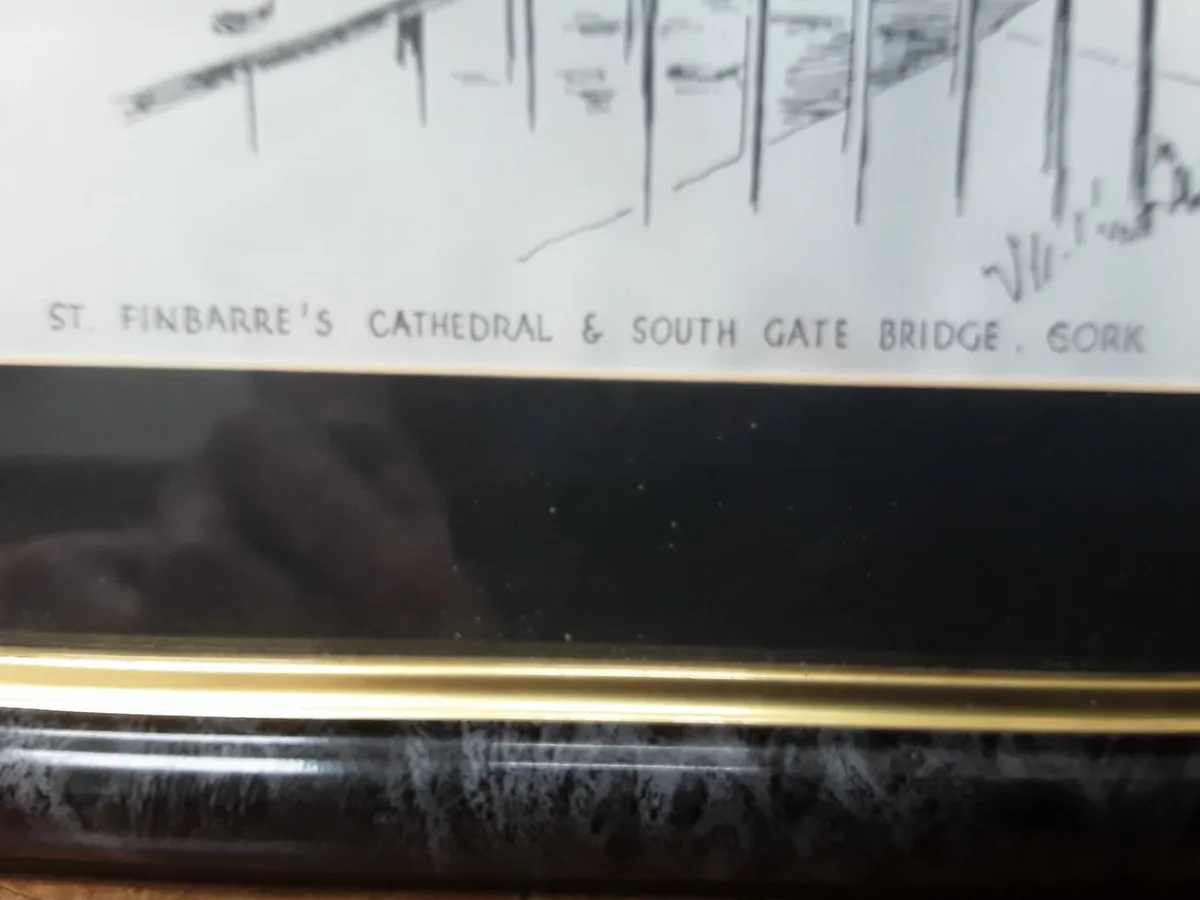 ST. FINBARRE'S CATHEDRAL & SOUTH GATE BRIDGE. CORK